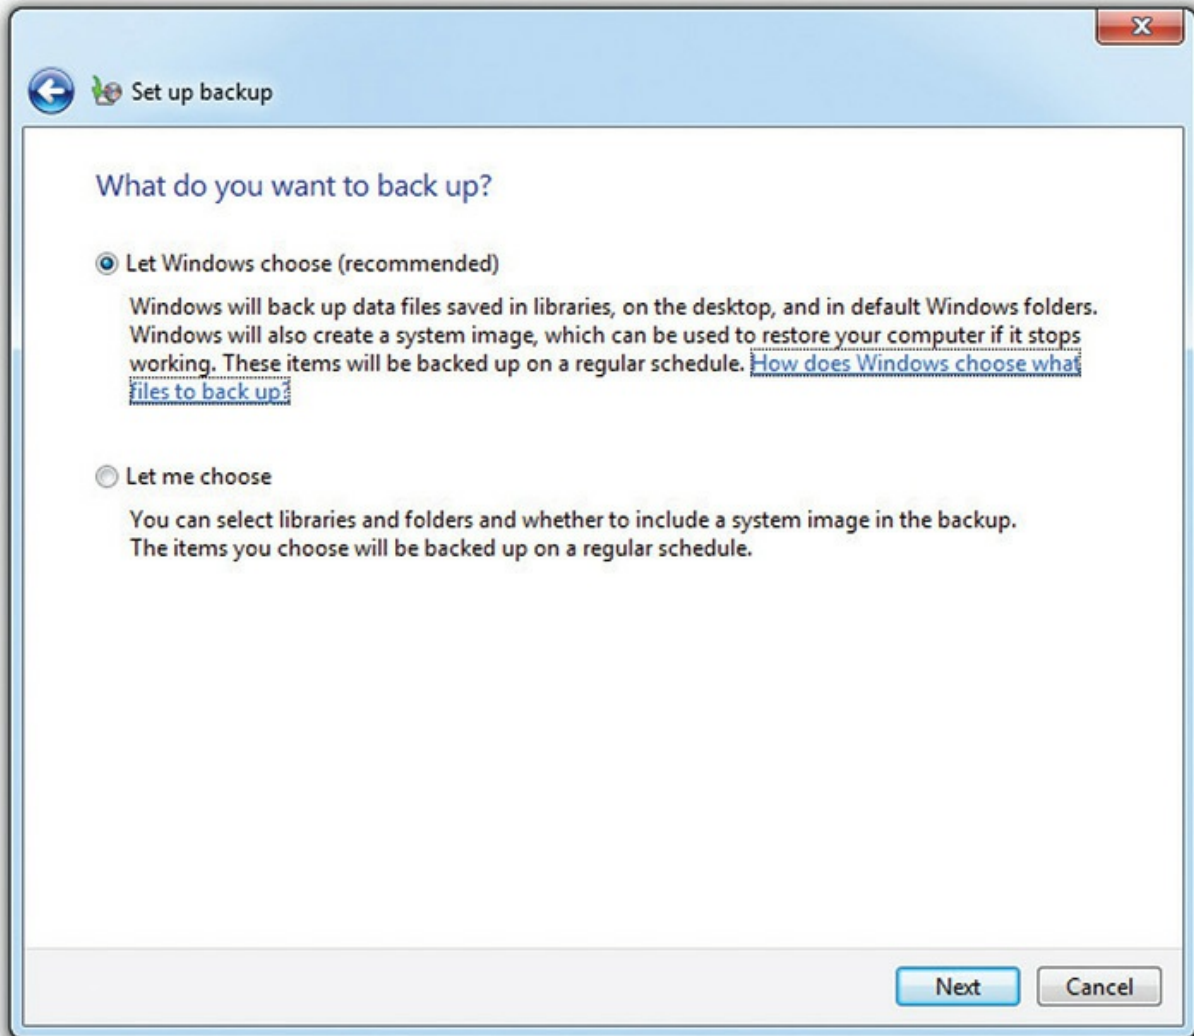 Set up backup
What do you want to back up?
Let Windows choose (recommended)
Windows will back up data files saved in libraries, on the desktop, and in default Windows folders.
Windows will also create a system image, which can be used to restore your computer if it stops
working. These items will be backed up on a regular schedule. How does Windows choose what
files to back up?
Let me choose
You can select libraries and folders and whether to include a system image in the backup.
The items you choose will be backed up on a regular schedule.
Next Cancel